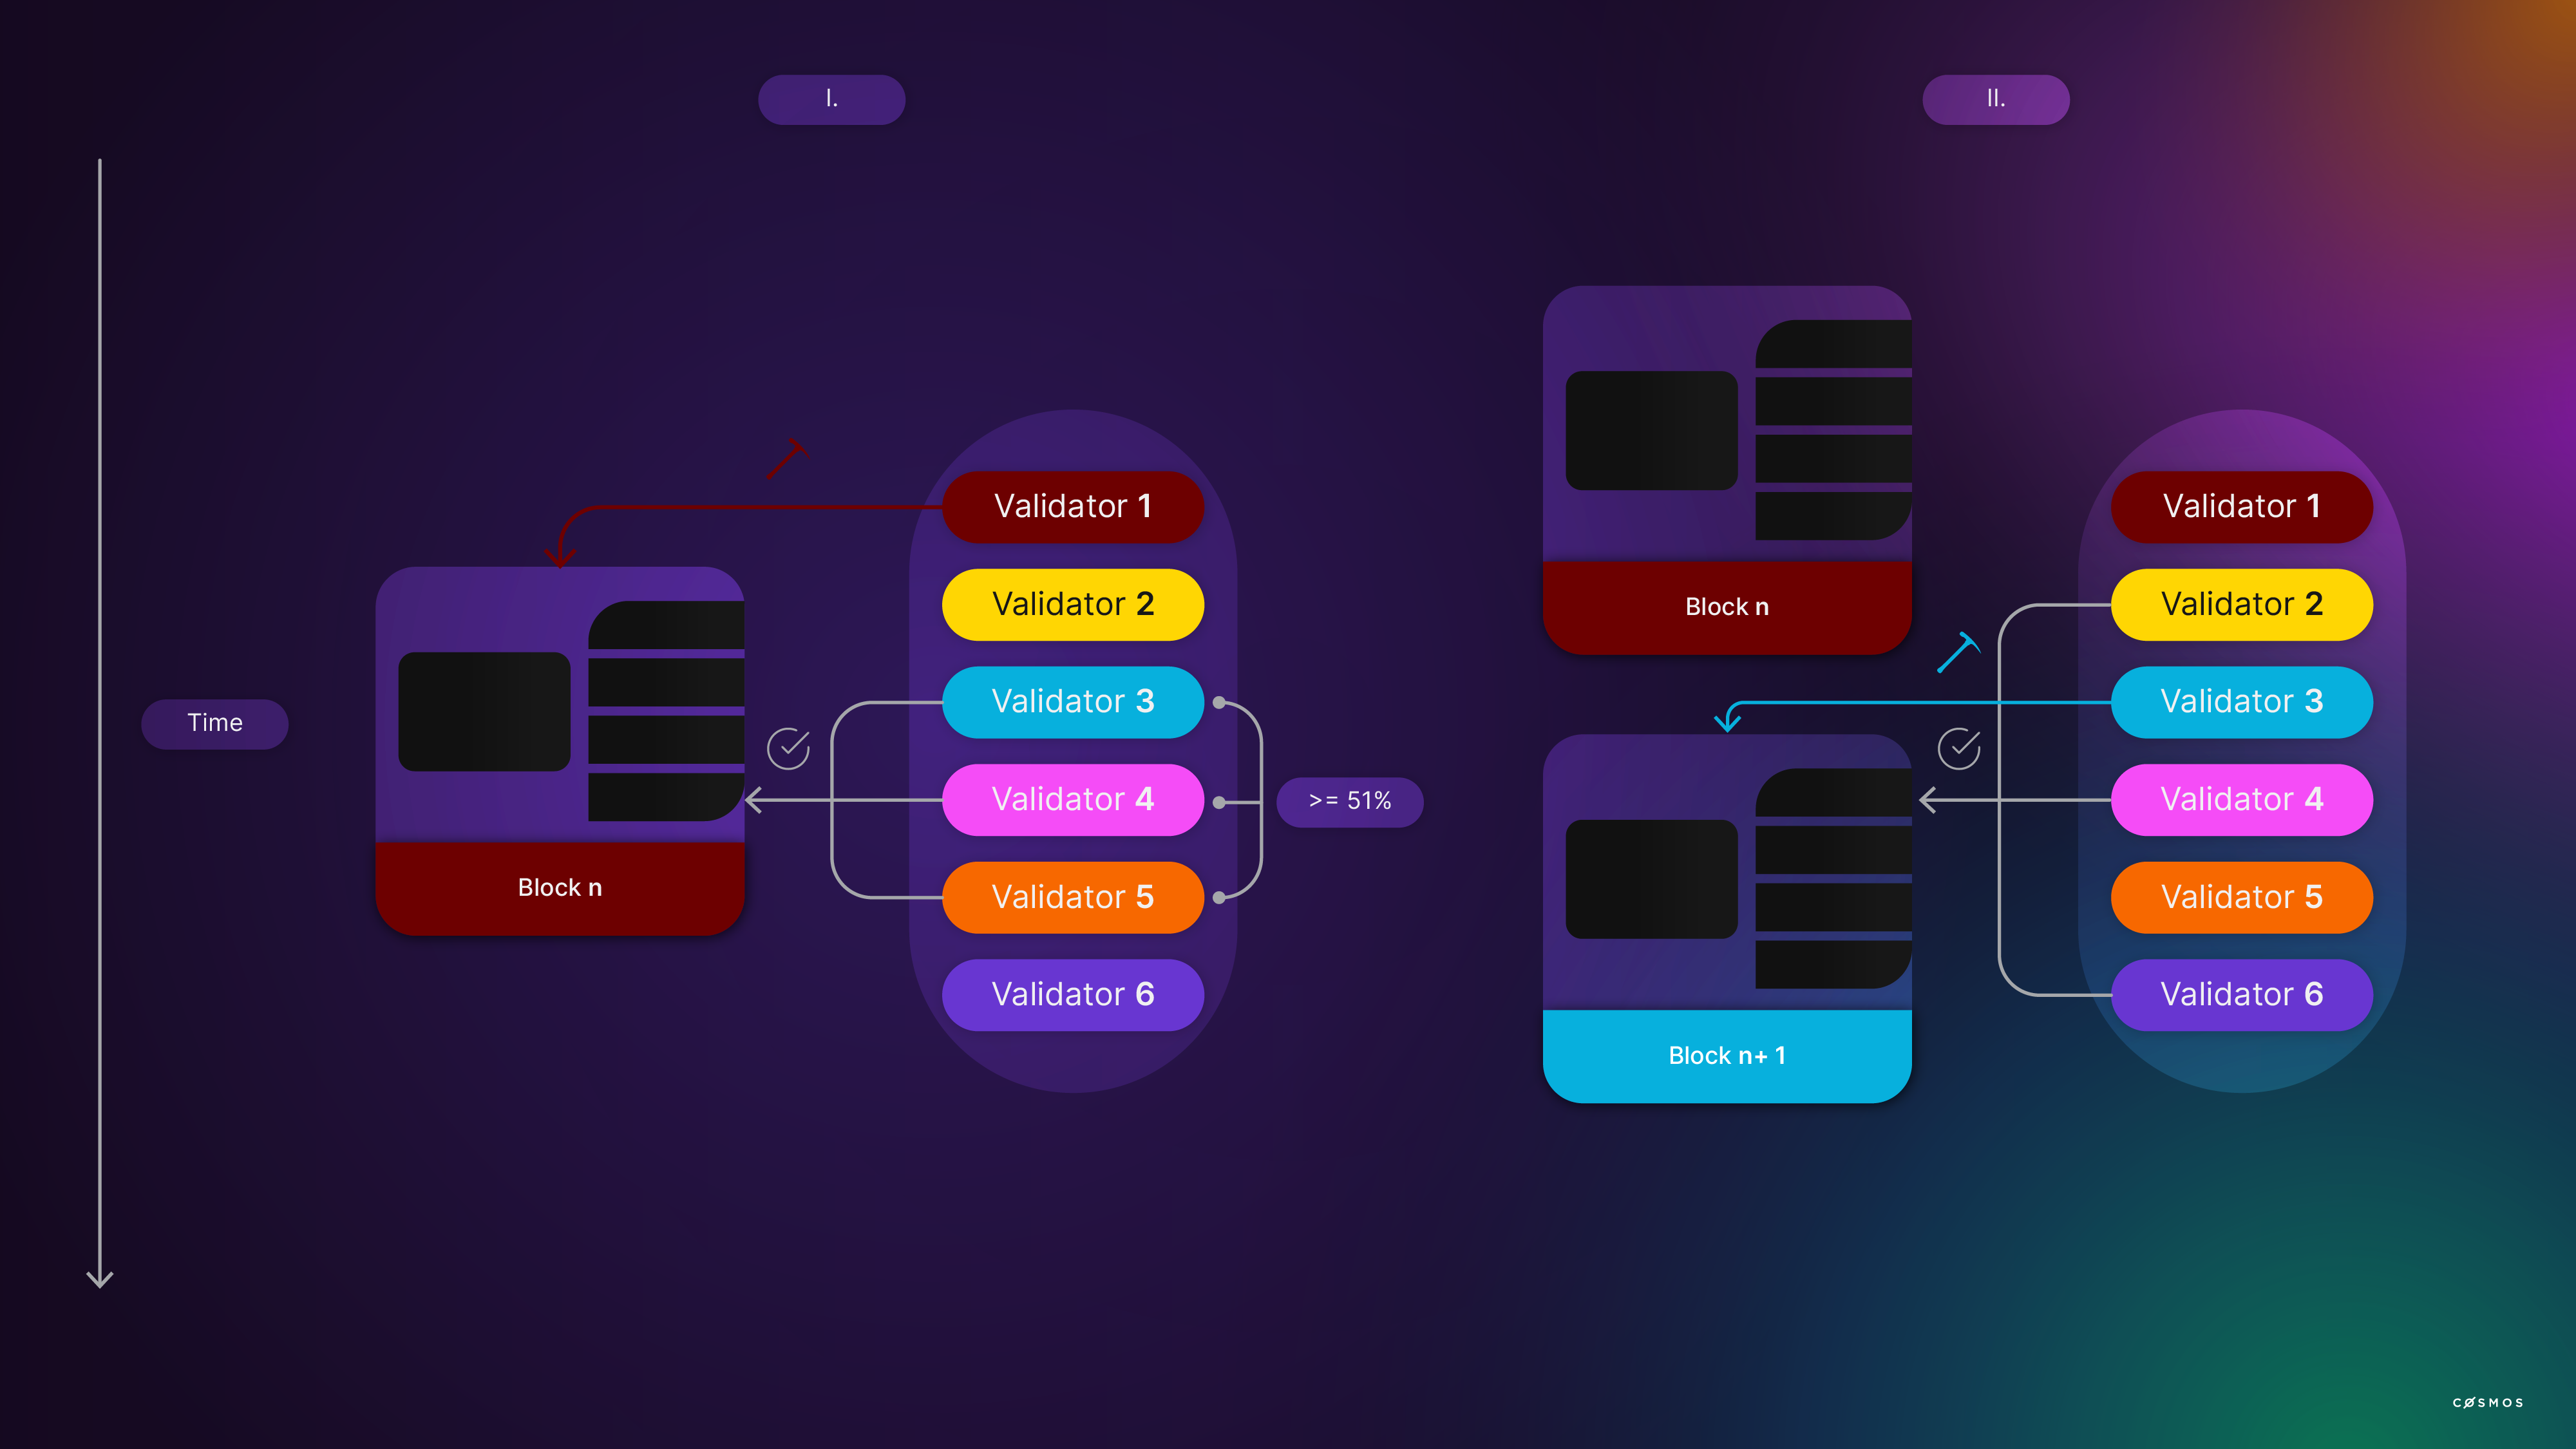 I.
II.
Time
Validator 1
Validator 2
Validator 3
Validator 4
Validator 5
Validator 6
>= 51%
Block n
Block n
Block n+ 1
Validator 1
Validator 2
Validator 3
Validator 4
Validator 5
Validator 6
COSMOS